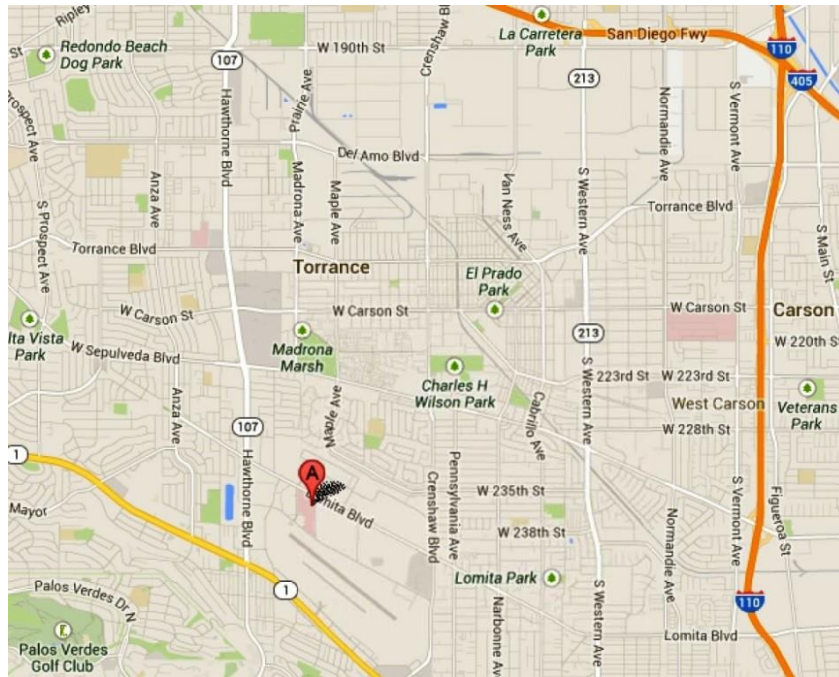 Ripley
St
Redondo Beach
Dog Park
107
W 190th St
Crenshaw Blvd
La Carretera
Park
San Diego Fwy
110
405
213
Prospect Ave
S Prospect Ave
Anza Ave
Hawthorne Blvd
Prairie Ave
Madrona Ave
Maple Ave
Del Amo Blvd
Van Ness Ave
S Western Ave
Normandie Ave
S Vermont Ave
S Main St
Torrance Blvd
Torrance Blvd
Torrance
El Prado
Park
W Carson St
W Carson St
W Carson St
Carson
lta Vista
Park
W Sepulveda Blvd
Madrona
Marsh
213
W 220th St
Charles H
Wilson Park
223rd St
W 223rd St
West Carson
Veterans
Park
W 228th St
Anza Ave
107
Maple Ave
Cabrillo Ave
S Western Ave
1
Hawthorne Blvd
A
Lomita Blvd
Crenshaw Blvd
Pennsylvania Ave
W 235th St
W 238th St
Normandie Ave
S Vermont Ave
Figueroa St
Mayor
1
Lomita Park
Palos Verdes Dr N
Palos Verdes
Golf Club
Narbonne Ave
S Western Ave
110
Lomita Blvd